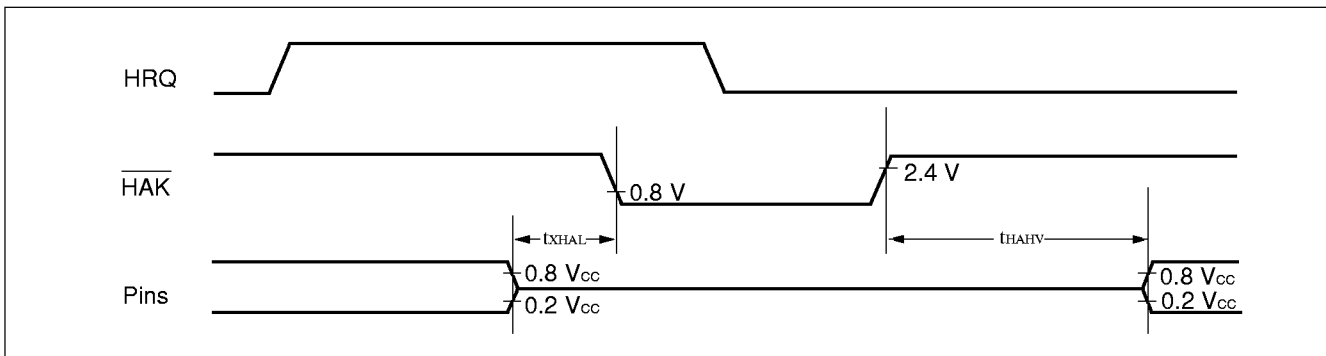 HRQ
HAK
0.8 V
2.4 V
tXHAL
tHAHV
Pins
0.8 VCC
0.2 VCC
0.8 VCC
0.2 VCC